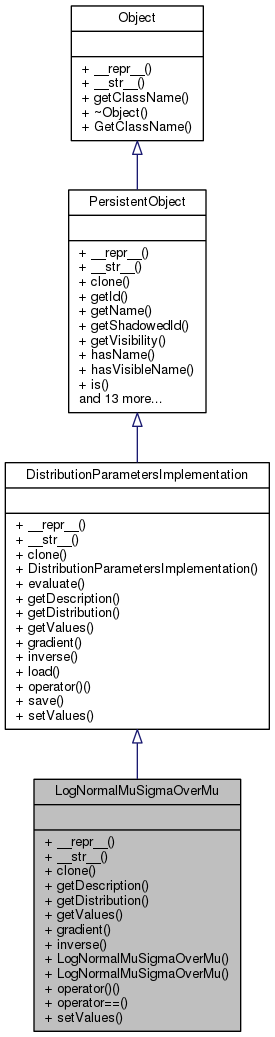 Object
+ __repr__()
+ __str__()
+ getClassName()
+ ~Object()
+ GetClassName()
PersistentObject
+ __repr__()
+ __str__()
+ clone()
+ getId()
+ getName()
+ getShadowedId()
+ getVisibility()
+ hasName()
+ hasVisibleName()
+ is()
and 13 more...
DistributionParametersImplementation
+ __repr__()
+ __str__()
+ clone()
+ DistributionParametersImplementation()
+ evaluate()
+ getDescription()
+ getDistribution()
+ getValues()
+ gradient()
+ inverse()
+ load()
+ operator()()
+ save()
+ setValues()
LogNormalMuSigmaOverMu
+ __repr__()
+ __str__()
+ clone()
+ getDescription()
+ getDistribution()
+ getValues()
+ gradient()
+ inverse()
+ LogNormalMuSigmaOverMu()
+ LogNormalMuSigmaOverMu()
+ operator()()
+ operator==()
+ setValues()